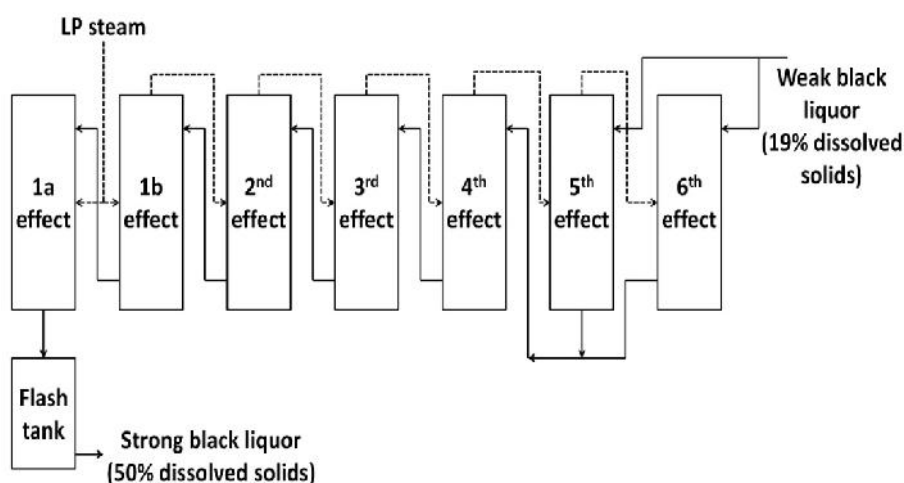 LP steam
Weak black
liquor
(19% dissolved
solids)
1a
effect
1b
effect
2nd
effect
3rd
effect
4th
effect
5th
effect
6th
effect
Flash
tank
Strong black liquor
(50% dissolved solids)